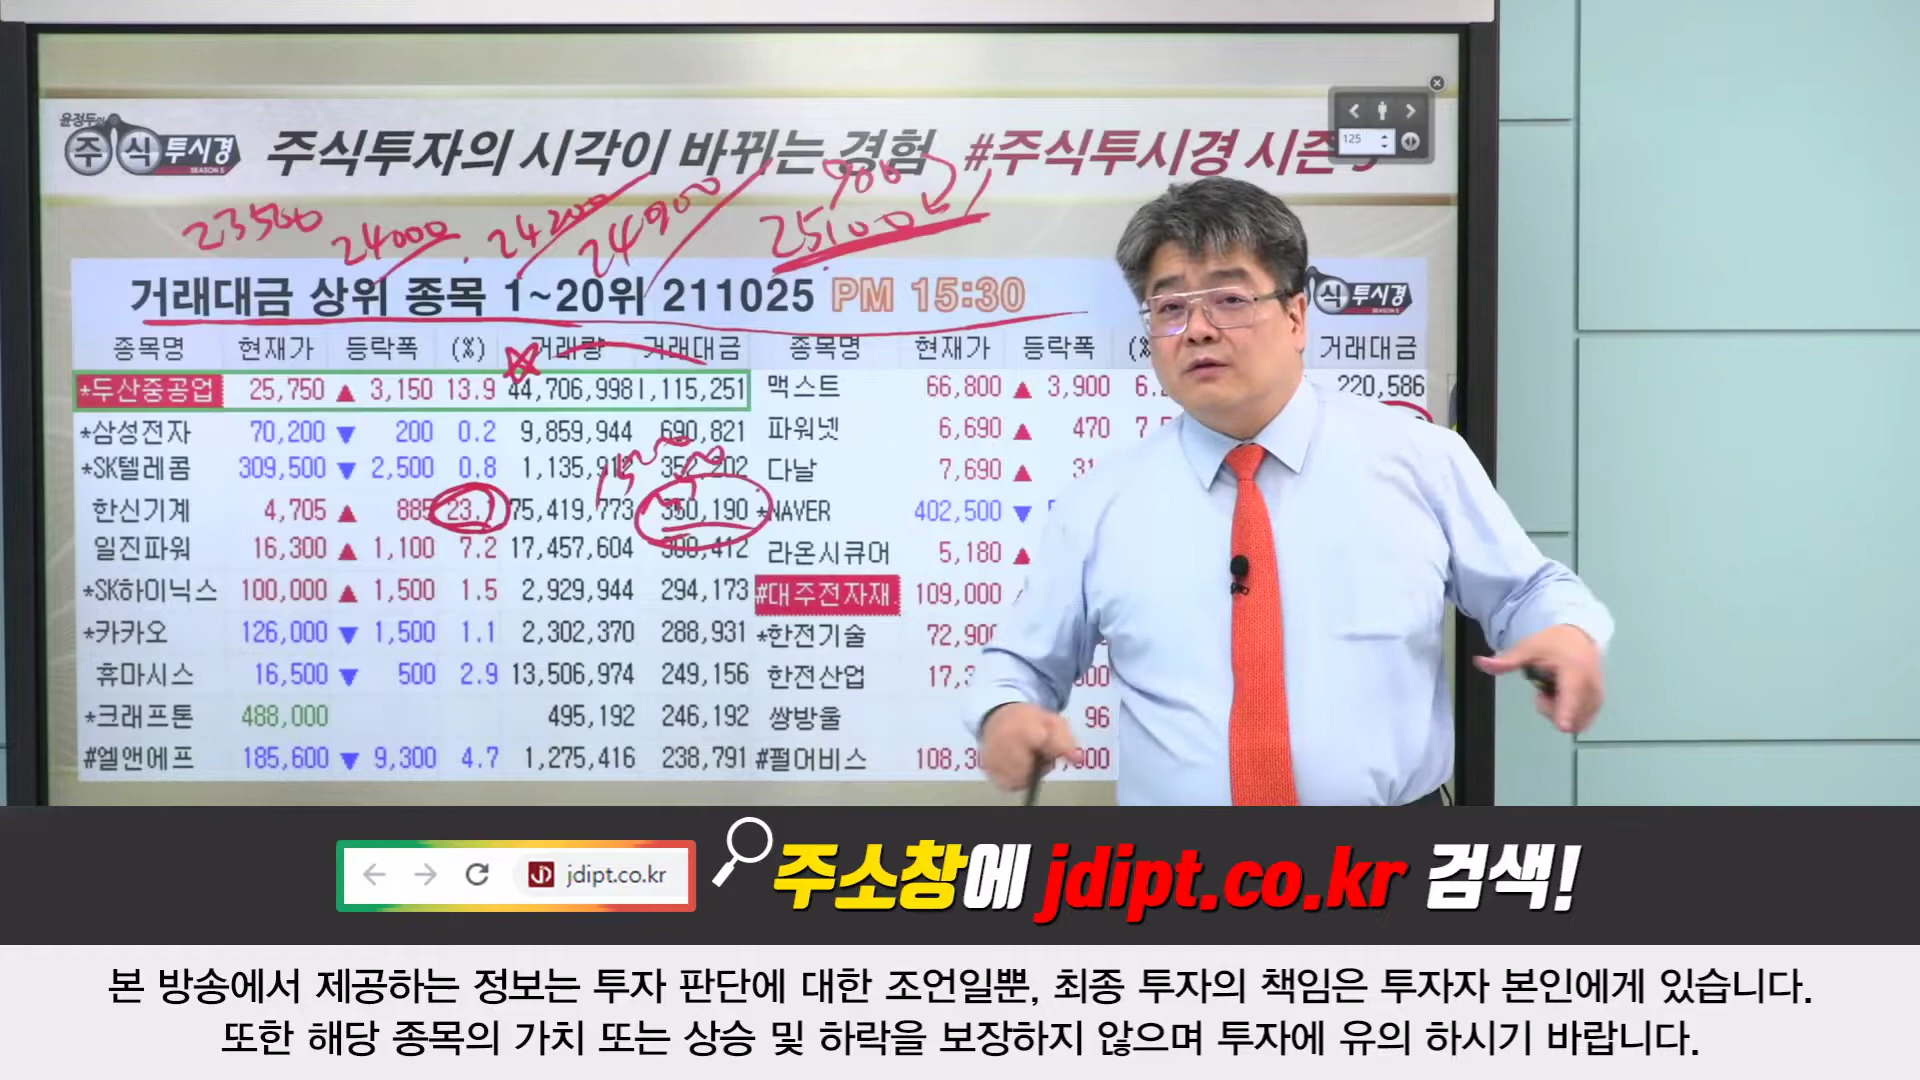 윤정두의
주식투시경
SEASON 5
주식투자의 시각이 바뀌는 경험 #주식투시경 시즌
125
23500 24000 24200 24900 25,100 900
거래대금 상위 종목 1~20위 211025 PM 15:30
식투시경
종목명 현재가 등락폭 (%) 거래량 거래대금 종목명 현재가 등락폭 거래대금
*두산중공업 25,750 ▲ 3,150 13.9 44,706,998 1,115,251 맥스트 66,800 ▲ 3,900 220,586
*삼성전자 70,200 ▼ 200 0.2 9,859,944 690,821 파워넷 6,690 ▲ 470
*SK텔레콤 309,500 ▼ 2,500 0.8 1,135,912 352,202 다날 7,690 ▲
한신기계 4,705 ▲ 885 23.1 75,419,773 350,190 *NAVER 402,500 ▼
일진파워 16,300 ▲ 1,100 7.2 17,457,604 라온시큐어 5,180 ▲
*SK하이닉스 100,000 ▲ 1,500 1.5 2,929,944 294,173 #대주전자재. 109,000
*카카오 126,000 ▼ 1,500 1.1 2,302,370 288,931 *한전기술
휴마시스 16,500 ▼ 500 2.9 13,506,974 249,156 한전산업
*크래프톤 488,000 495,192 246,192 쌍방울 96
#엘앤에프 185,600 ▼ 9,300 4.7 1,275,416 238,791 #펄어비스
jdipt.co.kr
주소창에 jdipt.co.kr 검색!
본 방송에서 제공하는 정보는 투자 판단에 대한 조언일뿐, 최종 투자의 책임은 투자자 본인에게 있습니다.
또한 해당 종목의 가치 또는 상승 및 하락을 보장하지 않으며 투자에 유의 하시기 바랍니다.